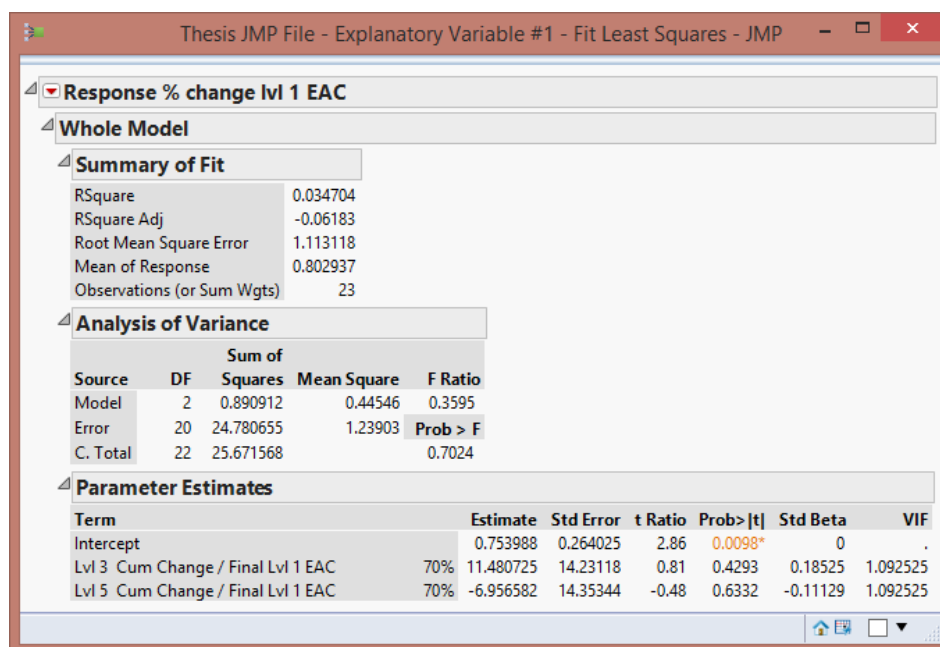 Thesis JMP File - Explanatory Variable #1 - Fit Least Squares - JMP
Response % change lvl 1 EAC
Whole Model
Summary of Fit
RSquare 0.034704
RSquare Adj -0.06183
Root Mean Square Error 1.113118
Mean of Response 0.802937
Observations (or Sum Wgts) 23
Analysis of Variance
Sum of
Source DF Squares Mean Square F Ratio
Model 2 0.890912 0.44546 0.3595
Error 20 24.780655 1.23903 Prob > F
C. Total 22 25.671568 0.7024
Parameter Estimates
Term Estimate Std Error t Ratio Prob>|t| Std Beta VIF
Intercept 0.753988 0.264025 2.86 0.0098* 0 .
Lvl 3 Cum Change / Final Lvl 1 EAC 70% 11.480725 14.23118 0.81 0.4293 0.18525 1.092525
Lvl 5 Cum Change / Final Lvl 1 EAC 70% -6.956582 14.35344 -0.48 0.6332 -0.11129 1.092525